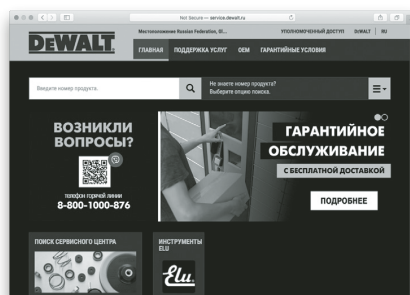 Not Secure — service.dewalt.ru
Местоположение Russian Federation, Di...
УПОЛНОМОЧЕННЫЙ ДОСТУП DeWALT RU
DEWALT
ГЛАВНАЯ ПОДДЕРЖКА УСЛУГ OEM ГАРАНТИЙНЫЕ УСЛОВИЯ
Введите номер продукта.
Не знаете номер продукта?
Выберите опцию поиска.
ВОЗНИКЛИ
ВОПРОСЫ?
телефон горячей линии
8-800-1000-876
ГАРАНТИЙНОЕ
ОБСЛУЖИВАНИЕ
С БЕСПЛАТНОЙ ДОСТАВКОЙ
ПОДРОБНЕЕ
ПОИСК СЕРВИСНОГО ЦЕНТРА
ИНСТРУМЕНТЫ
ELU
Elu